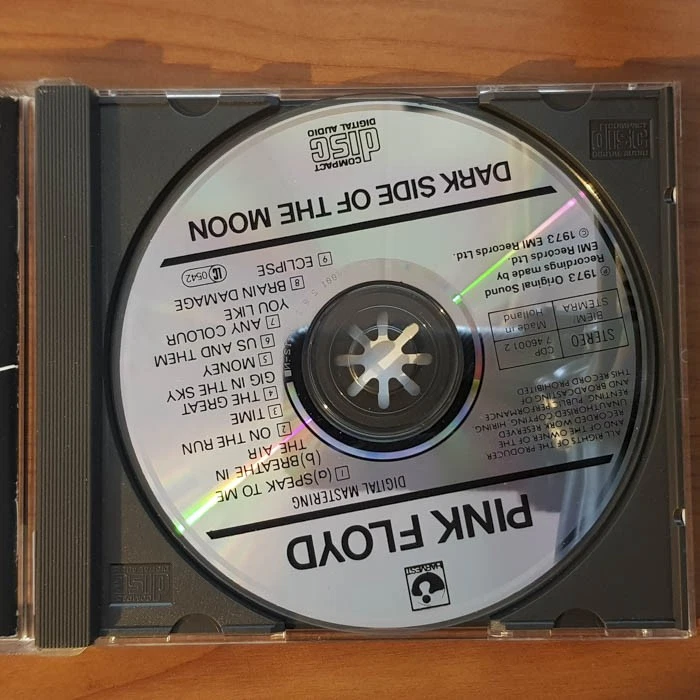 HARVEST
PINK FLOYD
DIGITAL MASTERING
1 (a) SPEAK TO ME
(b) BREATHE IN
THE AIR
2 ON THE RUN
3 TIME
4 THE GREAT
GIG IN THE SKY
5 MONEY
6 US AND THEM
7 ANY COLOUR
YOU LIKE
8 BRAIN DAMAGE
9 ECLIPSE
LC 0542
ALL RIGHTS OF THE PRODUCER
AND OF THE OWNER OF THE
RECORDED WORK RESERVED
UNAUTHORISED COPYING HIRING
RENTING PUBLIC PERFORMANCE
AND BROADCASTING OF
THIS RECORD PROHIBITED
STEREO
CDP
7 46001 2
BIEM/
STEMRA
Made in
Holland
℗ 1973 Original Sound
Recordings made by
EMI Records Ltd.
© 1973 EMI Records Ltd.
DARK SIDE OF THE MOON
COMPACT
disc
DIGITAL AUDIO
COMPACT
disc
DIGITAL AUDIO
disc